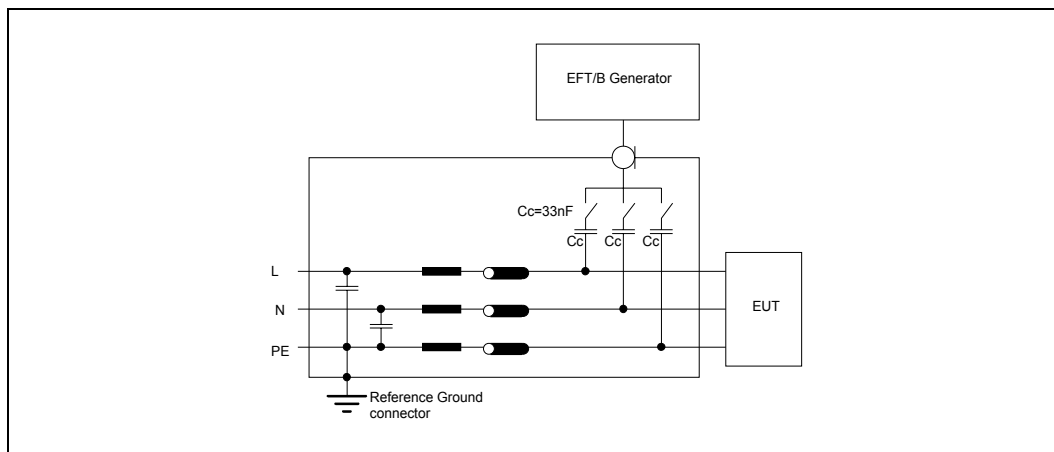 EFT/B Generator
Cc=33nF
Cc Cc Cc
L
N
PE
EUT
Reference Ground
connector